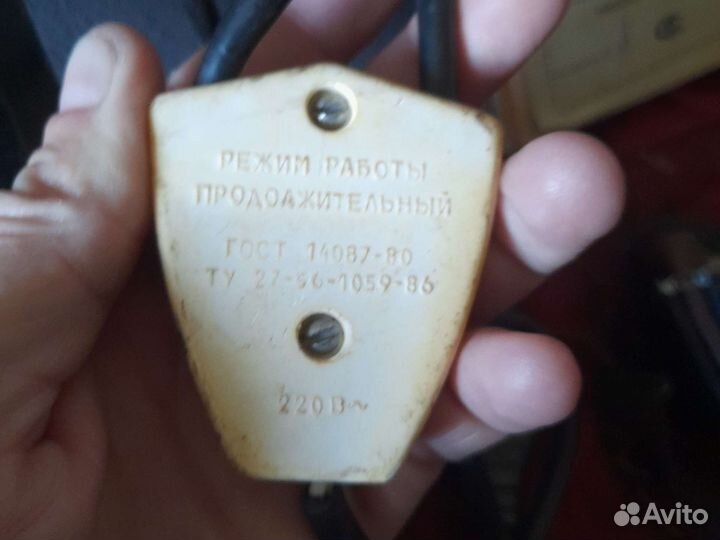 РЕЖИМ РАБОТЫ
ПРОДОЛЖИТЕЛЬНЫЙ
ГОСТ 14087-80
ТУ 27-56-1059-86
220В~
Avito